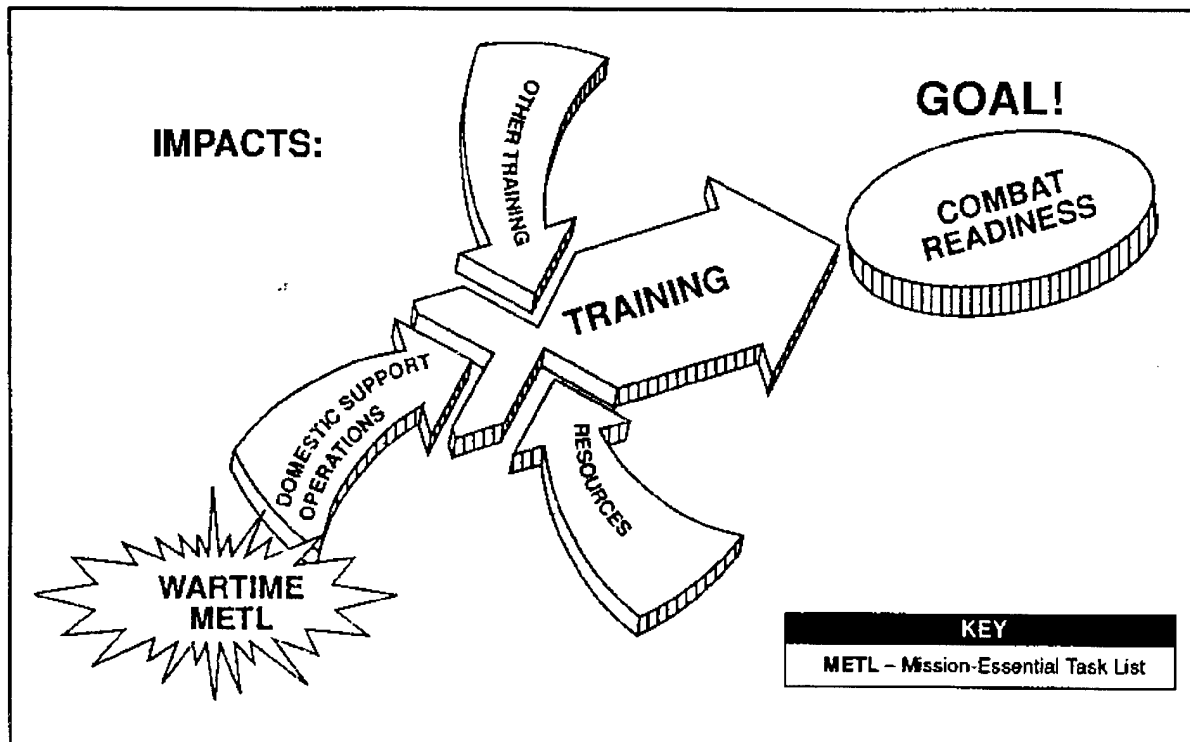 IMPACTS:
GOAL!
OTHER TRAINING
COMBAT
READINESS
TRAINING
DOMESTIC SUPPORT
OPERATIONS
RESOURCES
WARTIME
METL
KEY
METL – Mission-Essential Task List